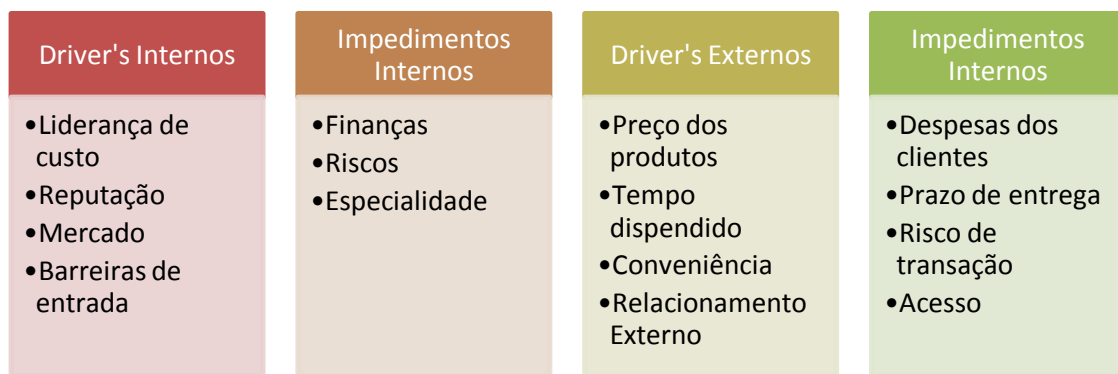 Driver's Internos
•Liderança de
custo
•Reputação
•Mercado
•Barreiras de
entrada
Impedimentos
Internos
•Finanças
•Riscos
•Especialidade
Driver's Externos
•Preço dos
produtos
•Tempo
dispendido
•Conveniência
•Relacionamento
Externo
Impedimentos
Internos
•Despesas dos
clientes
•Prazo de entrega
•Risco de
transação
•Acesso